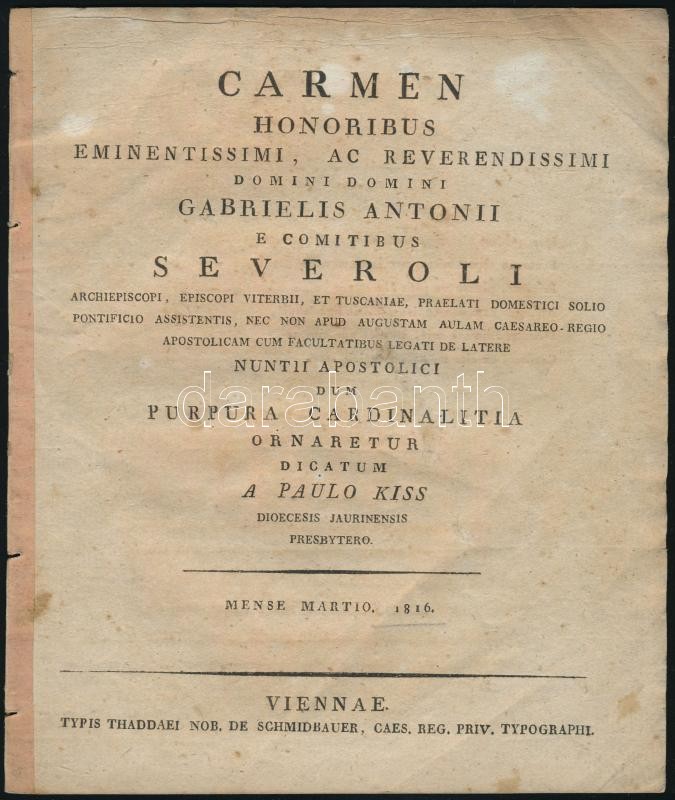 CARMEN
HONORIBUS
EMINENTISSIMI, AC REVERENDISSIMI
DOMINI DOMINI
GABRIELIS ANTONII
E COMITIBUS
SEVEROLI
ARCHIEPISCOPI, EPISCOPI VITERBII, ET TUSCANIAE, PRAELATI DOMESTICI SOLIO
PONTIFICIO ASSISTENTIS, NEC NON APUD AUGUSTAM AULAM CAESAREO-REGIO
APOSTOLICAM CUM FACULTATIBUS LEGATI DE LATERE
NUNTII APOSTOLICI
DUM
darabanth
PURPURA CARDINALITIA
ORNARETUR
DICATUM
A PAULO KISS
DIOECESIS JAURINENSIS
PRESBYTERO.
MENSE MARTIO. 1816.
VIENNAE.
TYPIS THADDAEI NOB. DE SCHMIDBAUER, CAES. REG. PRIV. TYPOGRAPHI.